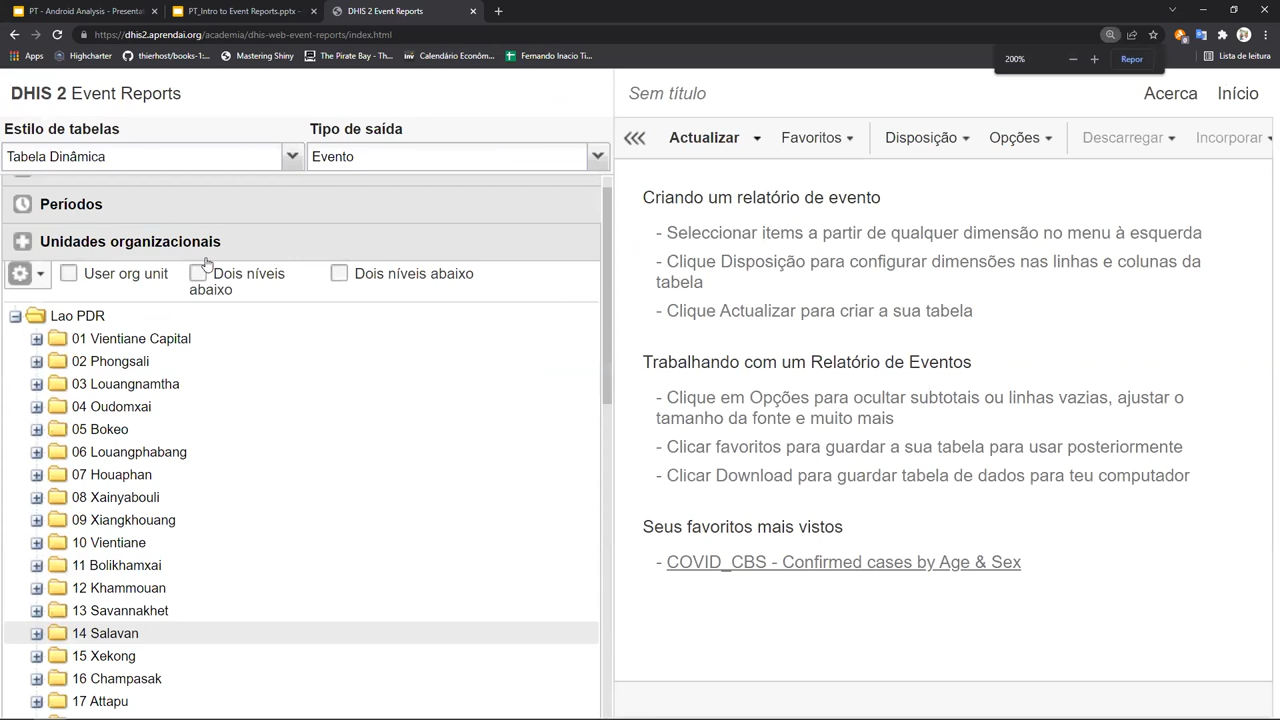 PT - Android Analysis - Presentat
PT_Intro to Event Reports.pptx -
DHIS 2 Event Reports
https://dhis2.aprendai.org/academia/dhis-web-event-reports/index.html
Apps
Highcharter
thierhost/books-1:...
Mastering Shiny
The Pirate Bay - Th...
inv Calendário Econôm...
Fernando Inacio Ti...
Lista de leitura
200%
Repor
DHIS 2 Event Reports
Sem título
Acerca
Início
Estilo de tabelas
Tipo de saída
Tabela Dinâmica
Evento
Actualizar
Favoritos
Disposição
Opções
Descarregar
Incorporar
Períodos
Unidades organizacionais
User org unit
Dois níveis
abaixo
Dois níveis abaixo
Lao PDR
01 Vientiane Capital
02 Phongsali
03 Louangnamtha
04 Oudomxai
05 Bokeo
06 Louangphabang
07 Houaphan
08 Xainyabouli
09 Xiangkhouang
10 Vientiane
11 Bolikhamxai
12 Khammouan
13 Savannakhet
14 Salavan
15 Xekong
16 Champasak
17 Attapu
Criando um relatório de evento
- Seleccionar items a partir de qualquer dimensão no menu à esquerda
- Clique Disposição para configurar dimensões nas linhas e colunas da
tabela
- Clique Actualizar para criar a sua tabela
Trabalhando com um Relatório de Eventos
- Clique em Opções para ocultar subtotais ou linhas vazias, ajustar o
tamanho da fonte e muito mais
- Clicar favoritos para guardar a sua tabela para usar posteriormente
- Clicar Download para guardar tabela de dados para teu computador
Seus favoritos mais vistos
- COVID_CBS - Confirmed cases by Age & Sex